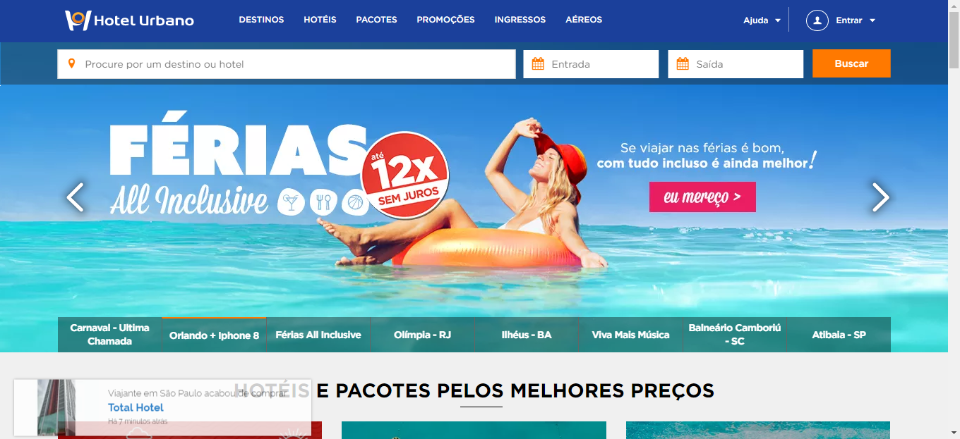 Hotel Urbano
DESTINOS HOTÉIS PACOTES PROMOÇÕES INGRESSOS AÉREOS
Ajuda Entrar
Procure por um destino ou hotel
Entrada
Saída
Buscar
FÉRIAS
All Inclusive
até
12X
SEM JUROS
Se viajar nas férias é bom,
com tudo incluso é ainda melhor!
eu mereço >
Carnaval - Ultima
Chamada
Orlando + Iphone 8
Férias All Inclusive
Olímpia - RJ
Ilhéus - BA
Viva Mais Música
Balneário Camboriú
- SC
Atibaia - SP
HOTÉIS E PACOTES PELOS MELHORES PREÇOS
Viajante em São Paulo acabou de comprar
Total Hotel
Há 7 minutos atrás